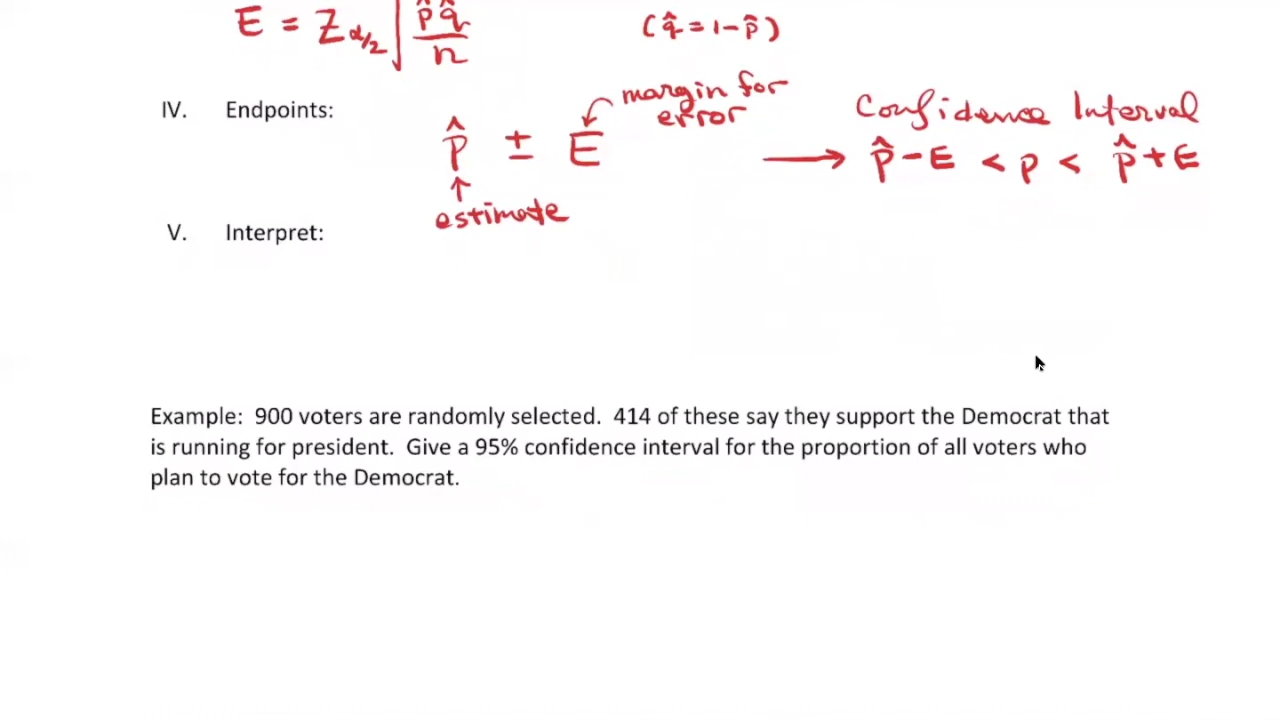 E = Z α/2 √ p̂ q̂ / n (q̂ = 1 - p̂)
IV. Endpoints: p̂ ± E
margin for
error
estimate
Confidence Interval
→ p̂ - E < p < p̂ + E
V. Interpret:
Example: 900 voters are randomly selected. 414 of these say they support the Democrat that
is running for president. Give a 95% confidence interval for the proportion of all voters who
plan to vote for the Democrat.